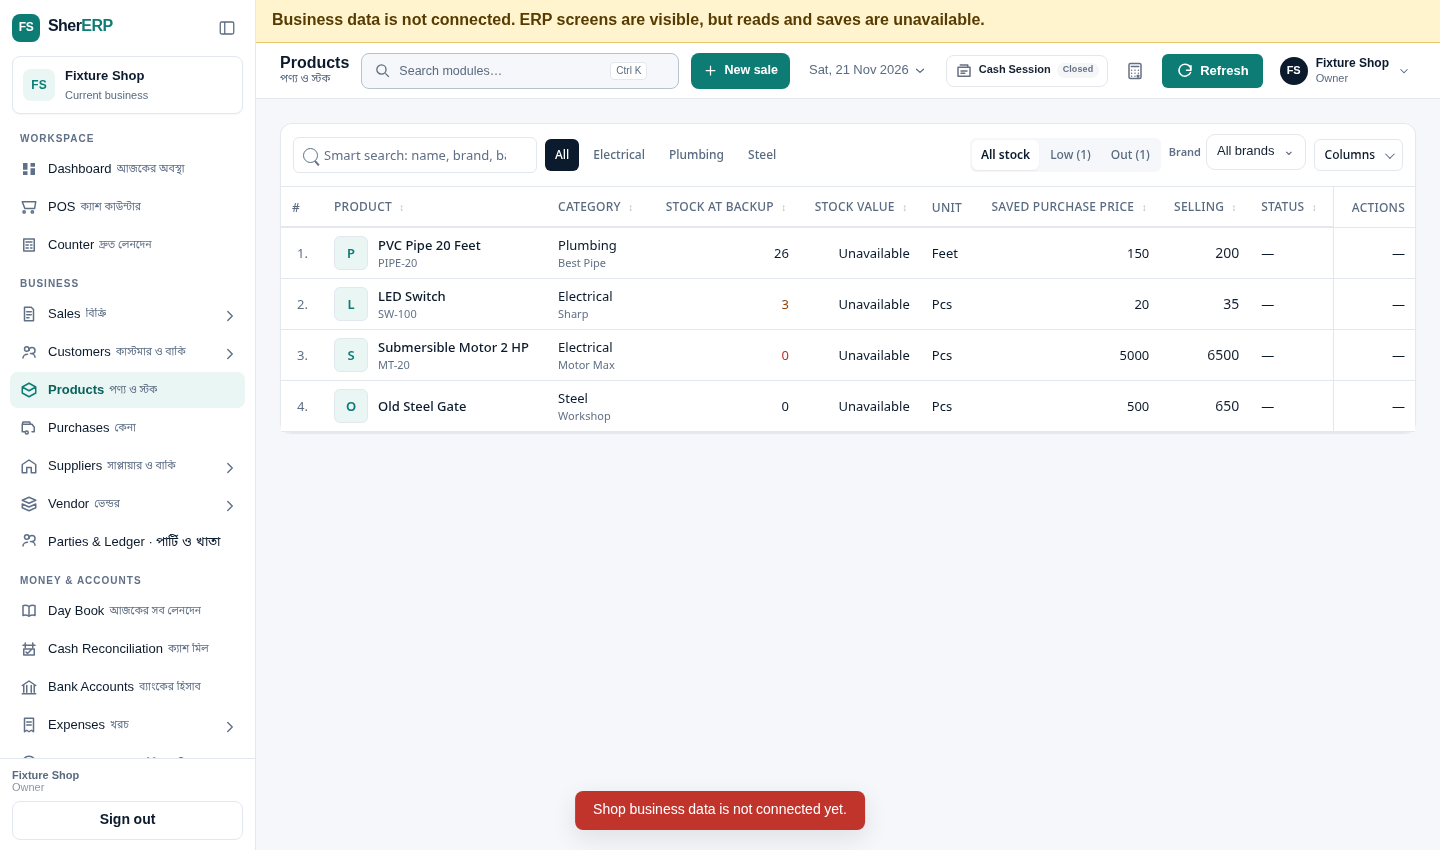 Business data is not connected. ERP screens are visible, but reads and saves are unavailable.
FS SherERP
FS Fixture Shop
Current business
WORKSPACE
Dashboard আজকের অবস্থা
POS ক্যাশ কাউন্টার
Counter দ্রুত লেনদেন
BUSINESS
Sales বিক্রি
Customers কাস্টমার ও বাকি
Products পণ্য ও স্টক
Purchases কেনা
Suppliers সাপ্লায়ার ও বাকি
Vendor ভেন্ডর
Parties & Ledger · পার্টি ও খাতা
MONEY & ACCOUNTS
Day Book আজকের সব লেনদেন
Cash Reconciliation ক্যাশ মিল
Bank Accounts ব্যাংকের হিসাব
Expenses খরচ
Fixture Shop
Owner
Sign out
Products
পণ্য ও স্টক
Search modules… Ctrl K
New sale
Sat, 21 Nov 2026
Cash Session Closed
Refresh
FS Fixture Shop
Owner
Smart search: name, brand, ba
All Electrical Plumbing Steel
All stock Low (1) Out (1) Brand All brands Columns
# PRODUCT CATEGORY STOCK AT BACKUP STOCK VALUE UNIT SAVED PURCHASE PRICE SELLING STATUS ACTIONS
1. P PVC Pipe 20 Feet Plumbing 26 Unavailable Feet 150 200 — —
PIPE-20 Best Pipe
2. L LED Switch Electrical 3 Unavailable Pcs 20 35 — —
SW-100 Sharp
3. S Submersible Motor 2 HP Electrical 0 Unavailable Pcs 5000 6500 — —
MT-20 Motor Max
4. O Old Steel Gate Steel 0 Unavailable Pcs 500 650 — —
Workshop
Shop business data is not connected yet.